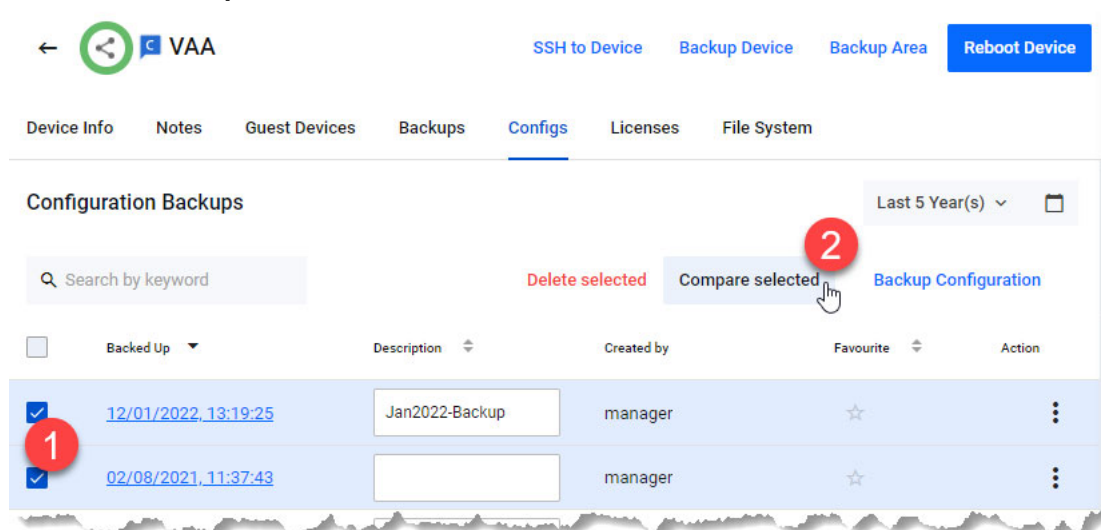 ← C VAA SSH to Device Backup Device Backup Area Reboot Device
Device Info Notes Guest Devices Backups Configs Licenses File System
Configuration Backups Last 5 Year(s)
2
Search by keyword Delete selected Compare selected Backup Configuration
Backed Up Description Created by Favourite Action
12/01/2022, 13:19:25 Jan2022-Backup manager
1
02/08/2021, 11:37:43 manager